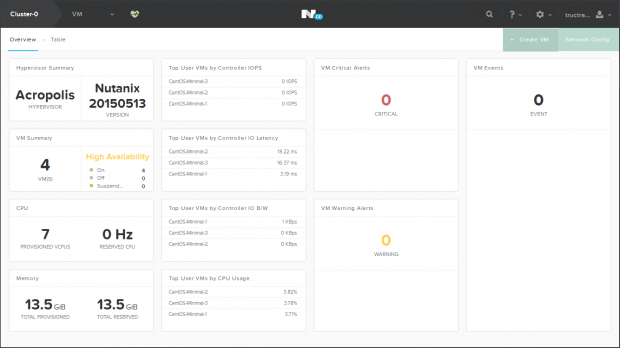 Cluster-0 VM N CE ? tructra...
Overview Table + Create VM Network Config
Hypervisor Summary
Acropolis
HYPERVISOR
Nutanix
20150513
VERSION
VM Summary
4
VM(S)
High Availability
On 4
Off 0
Suspend... 0
CPU
7
PROVISIONED VCPUS
0 Hz
RESERVED CPU
Memory
13.5 GiB
TOTAL PROVISIONED
13.5 GiB
TOTAL RESERVED
Top User VMs by Controller IOPS
CentOS-Minimal-3 0 IOPS
CentOS-Minimal-2 0 IOPS
CentOS-Minimal-1 0 IOPS
Top User VMs by Controller IO Latency
CentOS-Minimal-2 18.22 ms
CentOS-Minimal-3 16.37 ms
CentOS-Minimal-1 3.19 ms
Top User VMs by Controller IO B/W
CentOS-Minimal-1 1 KBps
CentOS-Minimal-3 0 KBps
CentOS-Minimal-2 0 KBps
Top User VMs by CPU Usage
CentOS-Minimal-2 3.82%
CentOS-Minimal-3 3.78%
CentOS-Minimal-1 3.71%
VM Critical Alerts
0
CRITICAL
VM Warning Alerts
0
WARNING
VM Events
0
EVENT